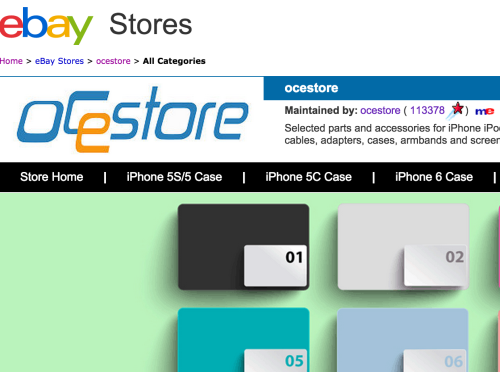 ebay Stores
Home > eBay Stores > ocestore > All Categories
ocestore
ocestore
Maintained by: ocestore ( 113378 ) me
Selected parts and accessories for iPhone iPo
cables, adapters, cases, armbands and screen
Store Home | iPhone 5S/5 Case | iPhone 5C Case | iPhone 6 Case |
01 02
05 06